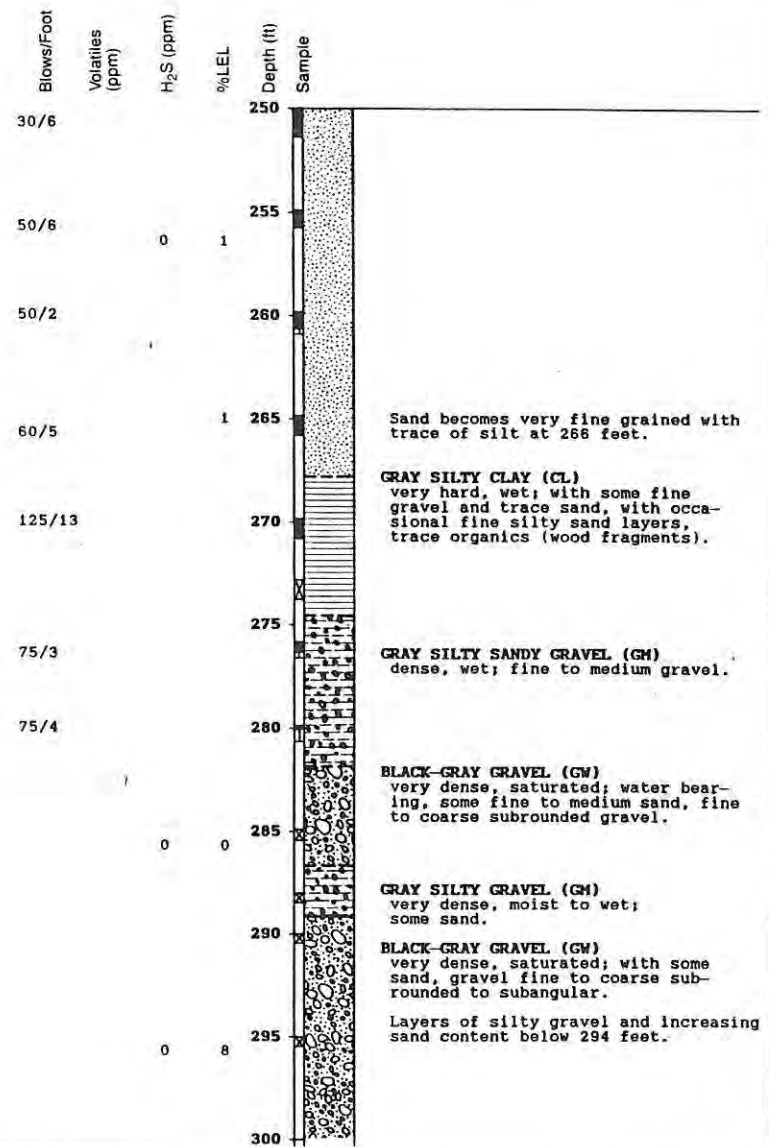 Blows/Foot
Volatiles
(ppm)
H₂S (ppm)
%LEL
Depth (ft)
Sample
250
30/6
255
50/6
0 1
50/2
260
1 265
60/5
Sand becomes very fine grained with
trace of silt at 266 feet.
GRAY SILTY CLAY (CL)
very hard, wet; with some fine
gravel and trace sand, with occa-
sional fine silty sand layers,
trace organics (wood fragments).
125/13
270
275
75/3
GRAY SILTY SANDY GRAVEL (GM)
dense, wet; fine to medium gravel.
75/4
280
BLACK-GRAY GRAVEL (GW)
very dense, saturated; water bear-
ing, some fine to medium sand, fine
to coarse subrounded gravel.
285
0 0
GRAY SILTY GRAVEL (GM)
very dense, moist to wet;
some sand.
290
BLACK-GRAY GRAVEL (GW)
very dense, saturated; with some
sand, gravel fine to coarse sub-
rounded to subangular.
Layers of silty gravel and increasing
sand content below 294 feet.
295
0 8
300